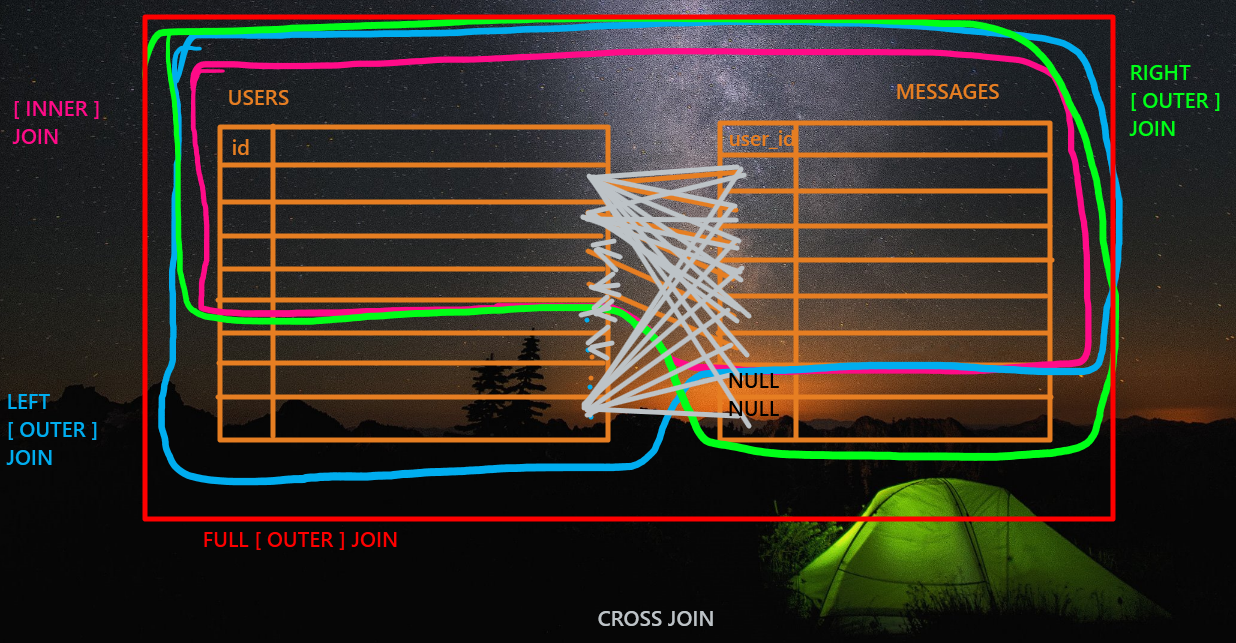 [ INNER ]
JOIN
USERS
MESSAGES
RIGHT
[ OUTER ]
JOIN
id
user_id
NULL
NULL
LEFT
[ OUTER ]
JOIN
FULL [ OUTER ] JOIN
CROSS JOIN